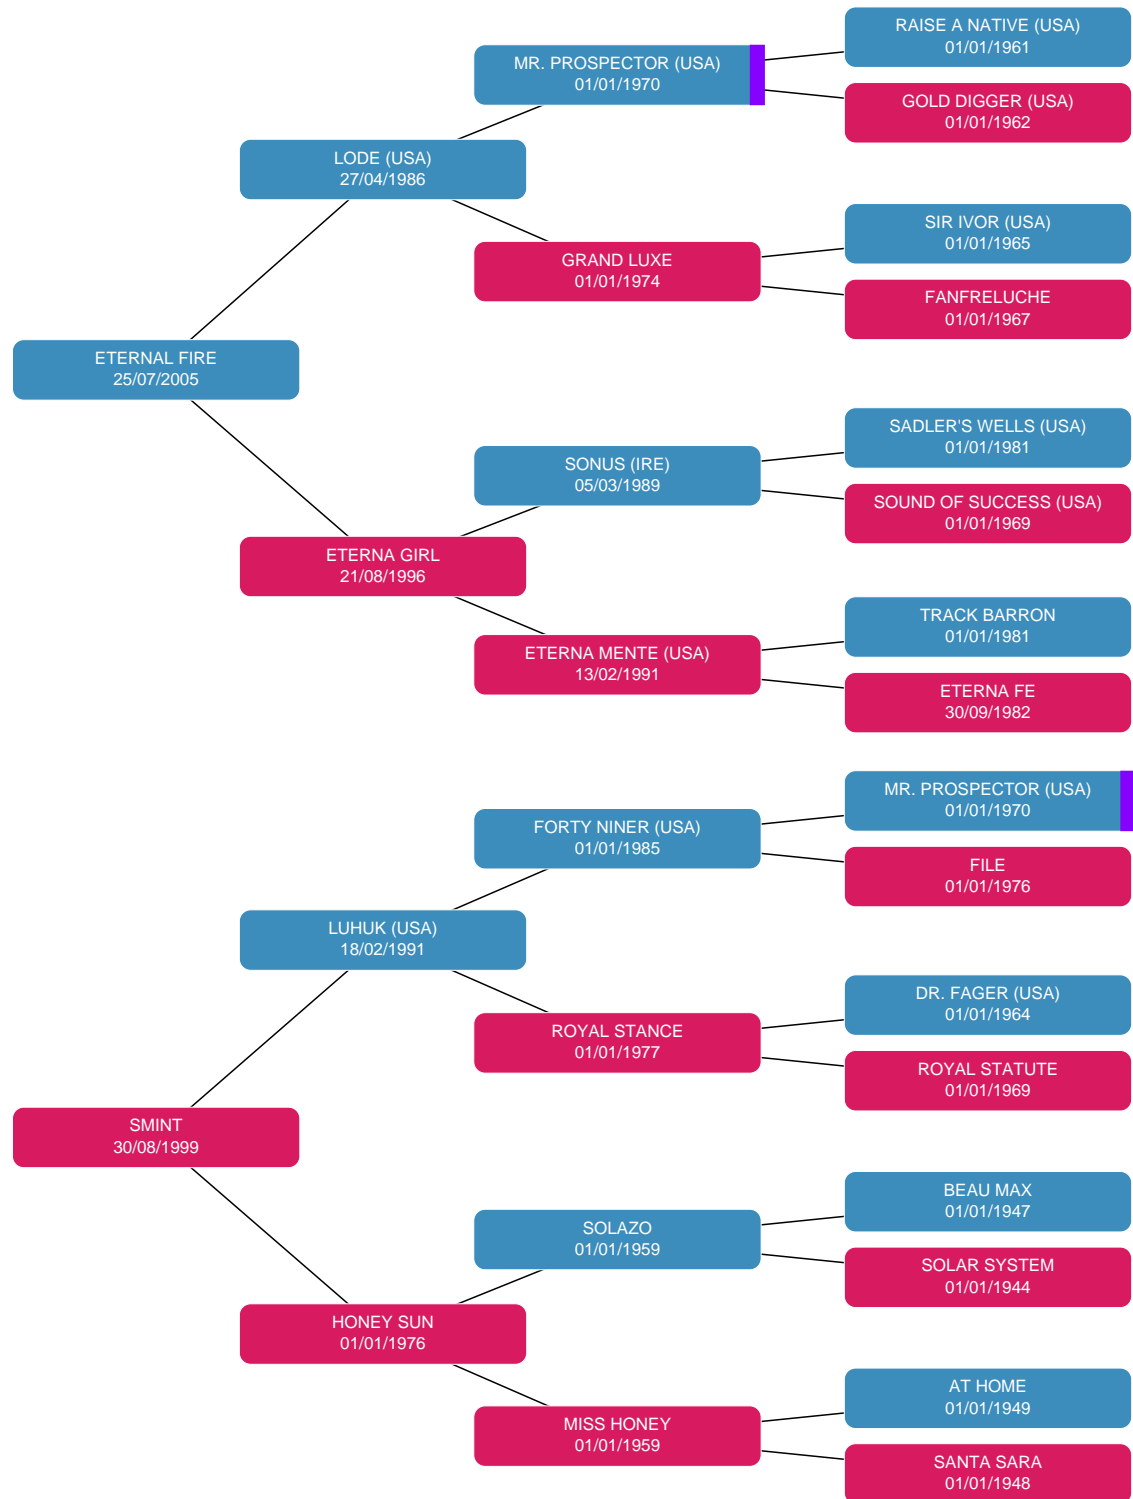 RAISE A NATIVE (USA)
01/01/1961
MR. PROSPECTOR (USA)
01/01/1970
GOLD DIGGER (USA)
01/01/1962
LODE (USA)
27/04/1986
SIR IVOR (USA)
01/01/1965
GRAND LUXE
01/01/1974
FANFRELUCHE
01/01/1967
ETERNAL FIRE
25/07/2005
SADLER'S WELLS (USA)
01/01/1981
SONUS (IRE)
05/03/1989
SOUND OF SUCCESS (USA)
01/01/1969
ETERNA GIRL
21/08/1996
TRACK BARRON
01/01/1981
ETERNA MENTE (USA)
13/02/1991
ETERNA FE
30/09/1982
MR. PROSPECTOR (USA)
01/01/1970
FORTY NINER (USA)
01/01/1985
FILE
01/01/1976
LUHUK (USA)
18/02/1991
DR. FAGER (USA)
01/01/1964
ROYAL STANCE
01/01/1977
ROYAL STATUTE
01/01/1969
SMINT
30/08/1999
BEAU MAX
01/01/1947
SOLAZO
01/01/1959
SOLAR SYSTEM
01/01/1944
HONEY SUN
01/01/1976
AT HOME
01/01/1949
MISS HONEY
01/01/1959
SANTA SARA
01/01/1948